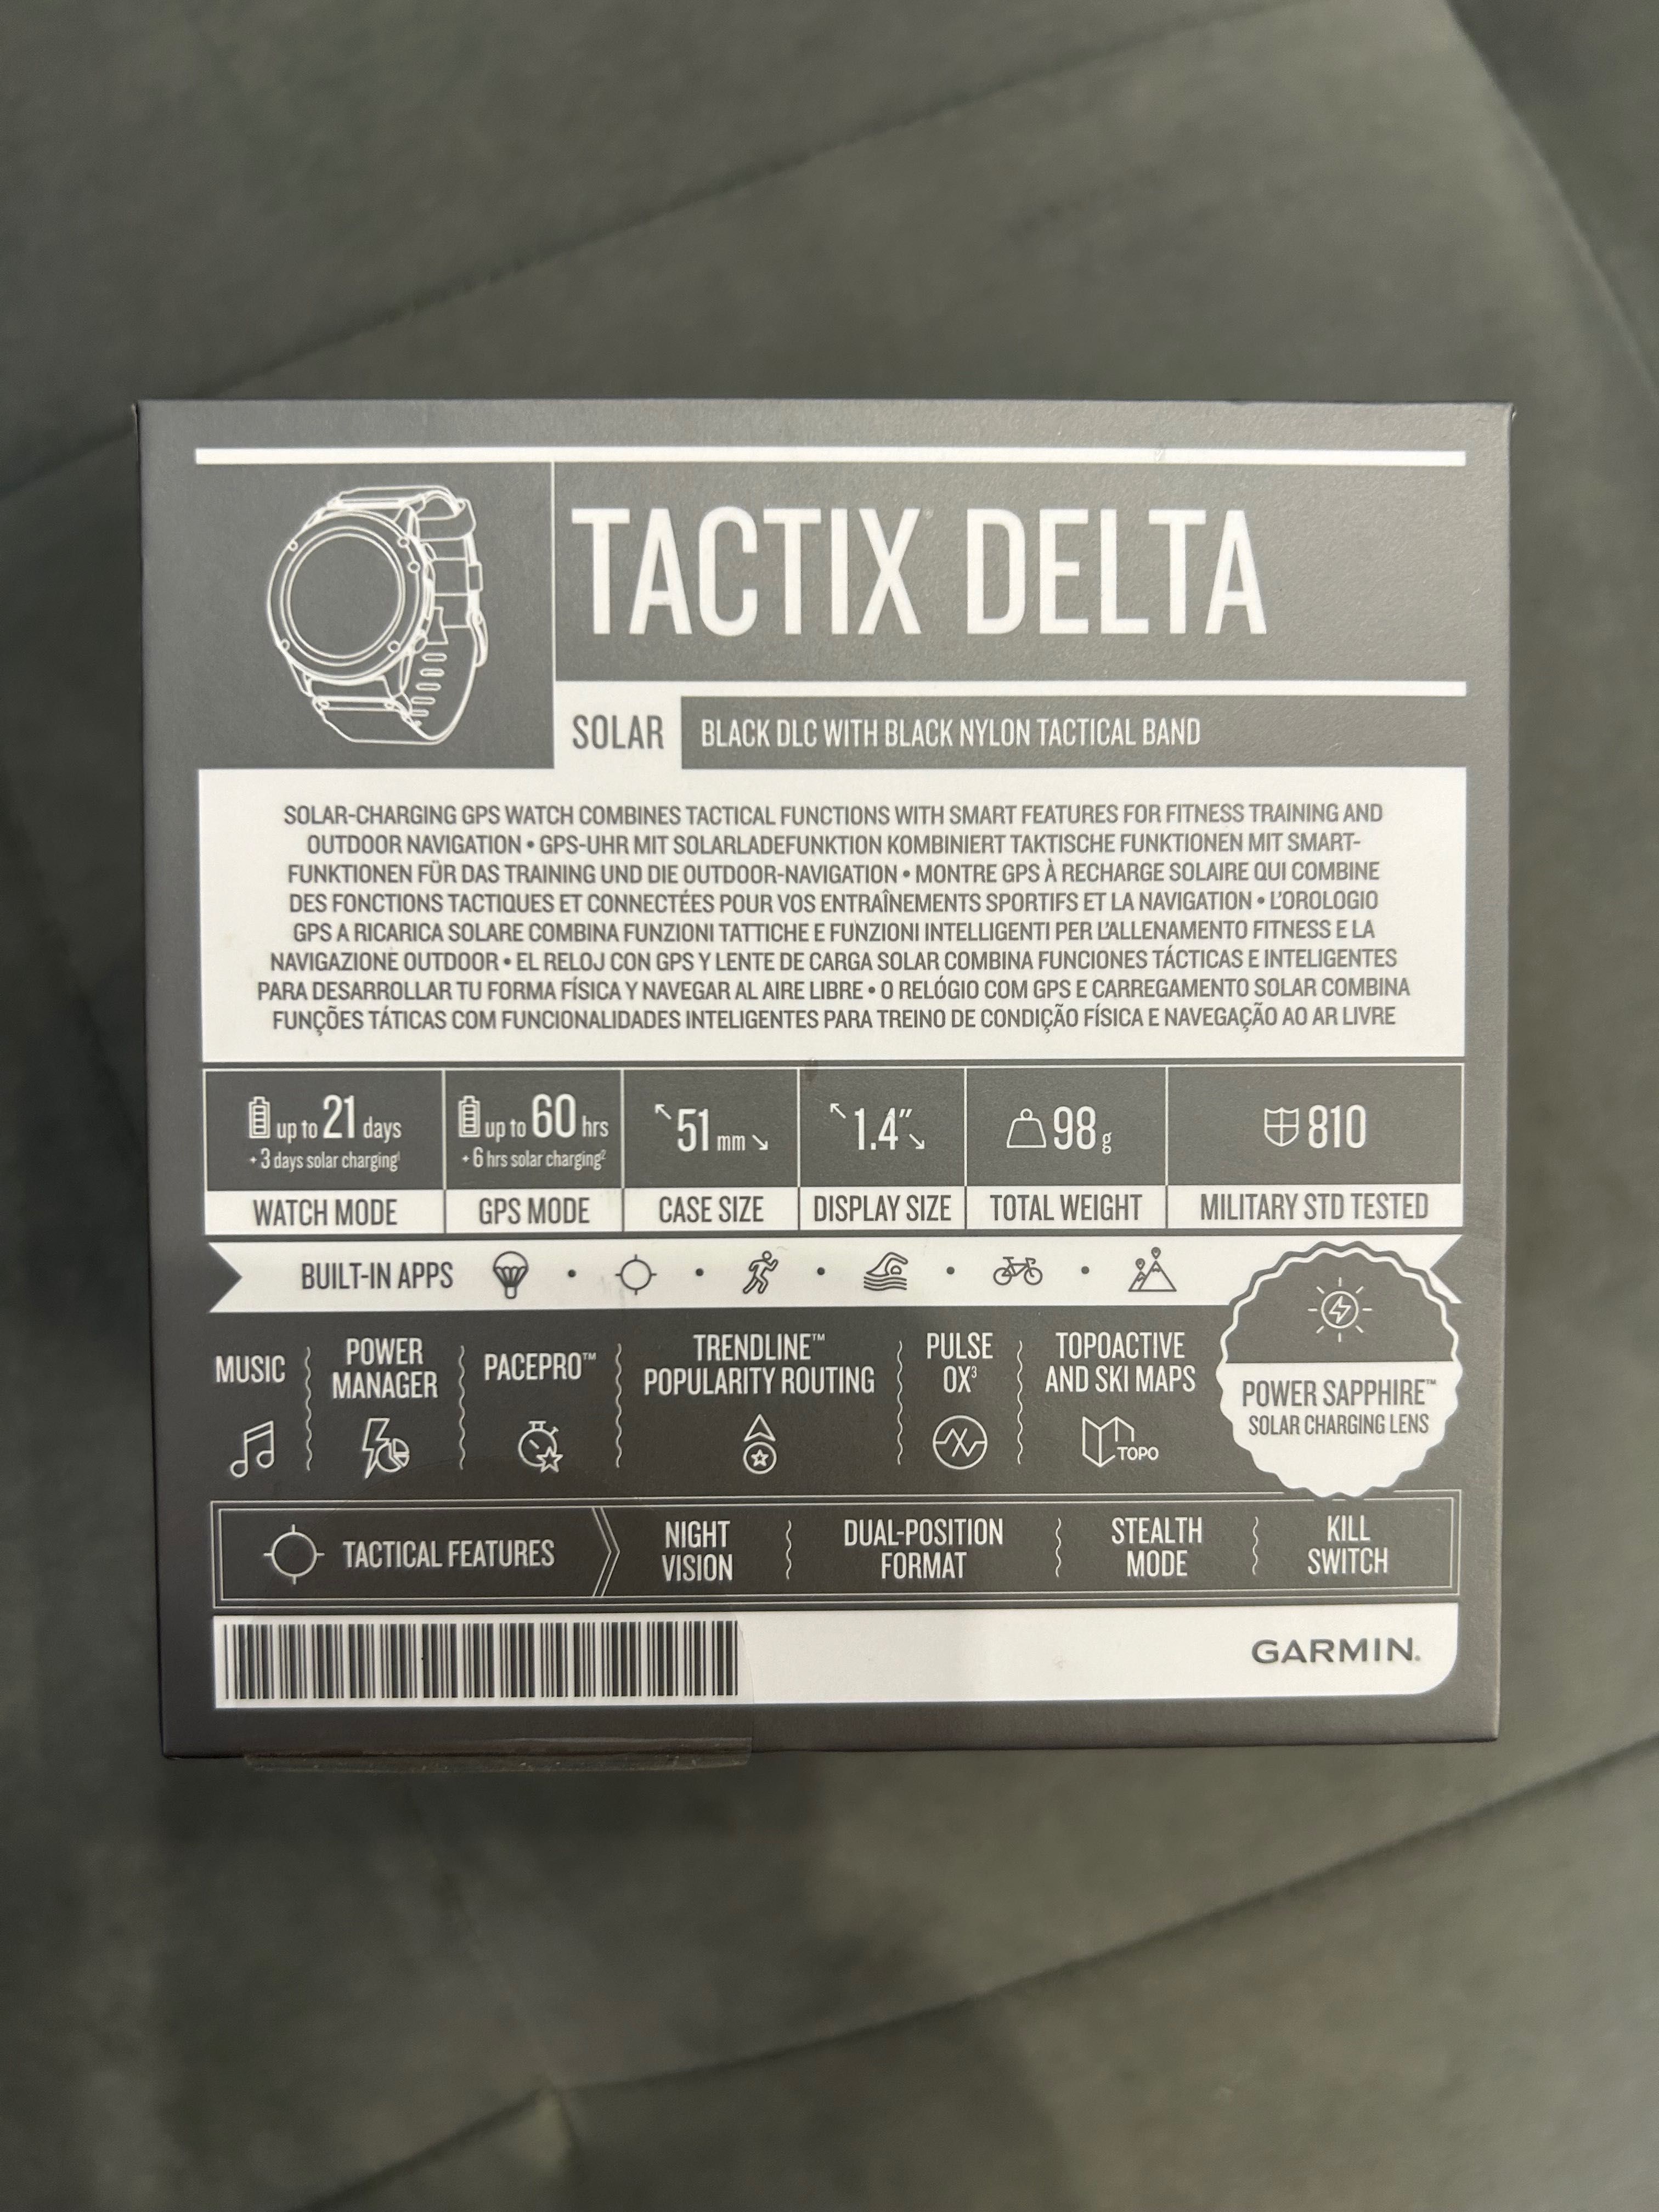 TACTIX® DELTA
SOLAR
BLACK DLC WITH BLACK NYLON TACTICAL BAND
SOLAR-CHARGING GPS WATCH COMBINES TACTICAL FUNCTIONS WITH SMART FEATURES FOR FITNESS TRAINING AND
OUTDOOR NAVIGATION • GPS-UHR MIT SOLARLADEFUNKTION KOMBINIERT TAKTISCHE FUNKTIONEN MIT SMART-
FUNKTIONEN FÜR DAS TRAINING UND DIE OUTDOOR-NAVIGATION • MONTRE GPS À RECHARGE SOLAIRE QUI COMBINE
DES FONCTIONS TACTIQUES ET CONNECTÉES POUR VOS ENTRAÎNEMENTS SPORTIFS ET LA NAVIGATION • L'OROLOGIO
GPS A RICARICA SOLARE COMBINA FUNZIONI TATTICHE E FUNZIONI INTELLIGENTI PER L'ALLENAMENTO FITNESS E LA
NAVIGAZIONE OUTDOOR • EL RELOJ CON GPS Y LENTE DE CARGA SOLAR COMBINA FUNCIONES TÁCTICAS E INTELIGENTES
PARA DESARROLLAR TU FORMA FÍSICA Y NAVEGAR AL AIRE LIBRE • O RELÓGIO COM GPS E CARREGAMENTO SOLAR COMBINA
FUNÇÕES TÁTICAS COM FUNCIONALIDADES INTELIGENTES PARA TREINO DE CONDIÇÃO FÍSICA E NAVEGAÇÃO AO AR LIVRE
up to 21 days
+ 3 days solar charging¹
WATCH MODE
up to 60 hrs
+ 6 hrs solar charging²
GPS MODE
51 mm
CASE SIZE
1.4″
DISPLAY SIZE
98 g
TOTAL WEIGHT
810
MILITARY STD TESTED
BUILT-IN APPS
MUSIC
POWER
MANAGER
PACEPRO™
TRENDLINE™
POPULARITY ROUTING
PULSE
OX³
TOPOACTIVE
AND SKI MAPS
TOPO
POWER SAPPHIRE™
SOLAR CHARGING LENS
TACTICAL FEATURES
NIGHT
VISION
DUAL-POSITION
FORMAT
STEALTH
MODE
KILL
SWITCH
GARMIN®